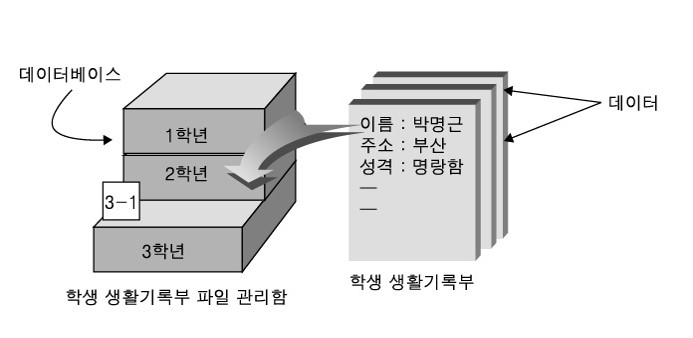 데이터베이스
1학년
2학년
3-1
3학년
학생 생활기록부 파일 관리함
이름 : 박명근
주소 : 부산
성격 : 명랑함
—
—
학생 생활기록부
데이터